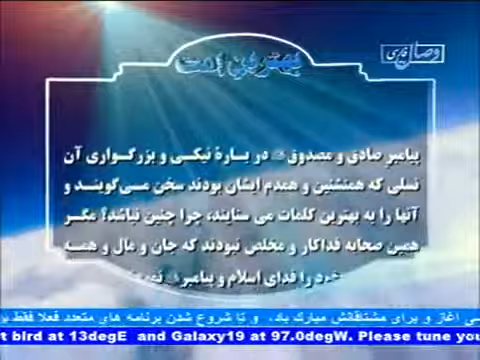 بهترین امت
وصال فارسی
پیامبر صادق و مصدوق ﷺ در بارهٔ نیکی و بزرگواری آن
نسلی که همنشین و همدم ایشان بودند سخن می‌گویند و
آنها را به بهترین کلمات می ستایند، چرا چنین نباشد؟ مگر
همین صحابه فداکار و مخلص نبودند که جان و مال و همه
خود را فدای اسلام و پیامبر
آغاز و برای مشتاقانش مبارک باد، و تا شروع شدن برنامه های متعدد فعلا فقط
t bird at 13degE and Galaxy19 at 97.0degW. Please tune you